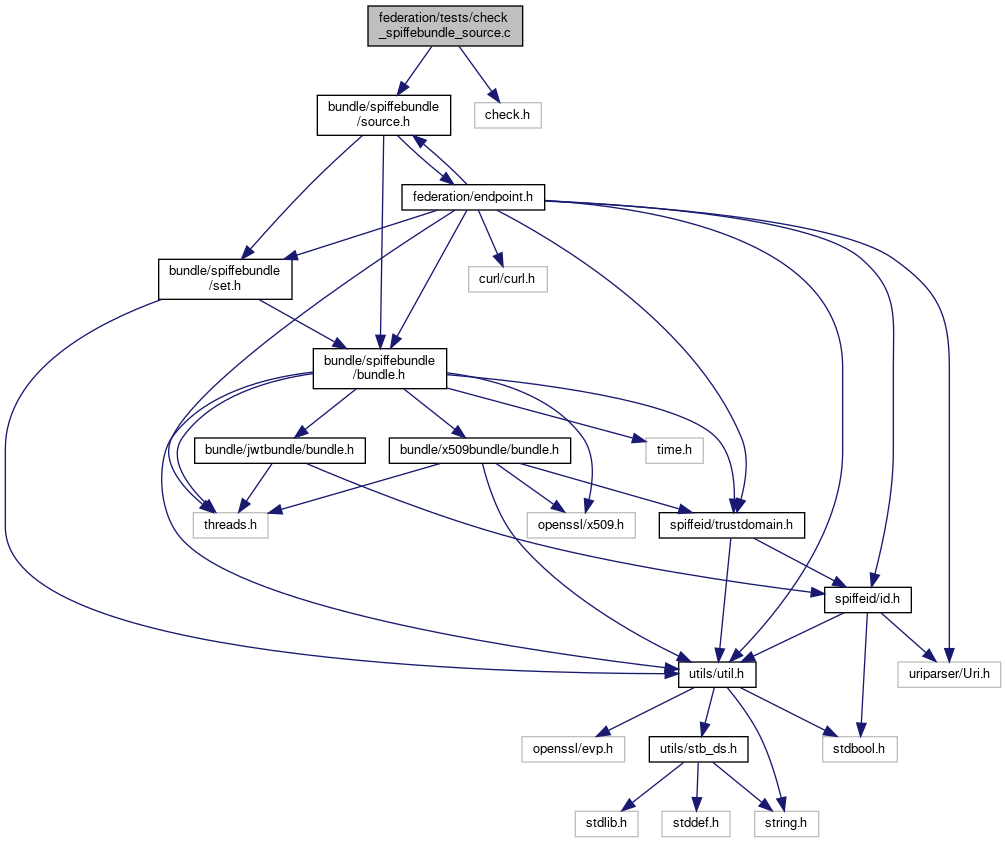 federation/tests/check
_spiffebundle_source.c
bundle/spiffebundle
/source.h
check.h
federation/endpoint.h
bundle/spiffebundle
/set.h
curl/curl.h
bundle/spiffebundle
/bundle.h
bundle/jwtbundle/bundle.h
bundle/x509bundle/bundle.h
time.h
threads.h
openssl/x509.h
spiffeid/trustdomain.h
spiffeid/id.h
utils/util.h
uriparser/Uri.h
openssl/evp.h
utils/stb_ds.h
stdbool.h
stdlib.h
stddef.h
string.h